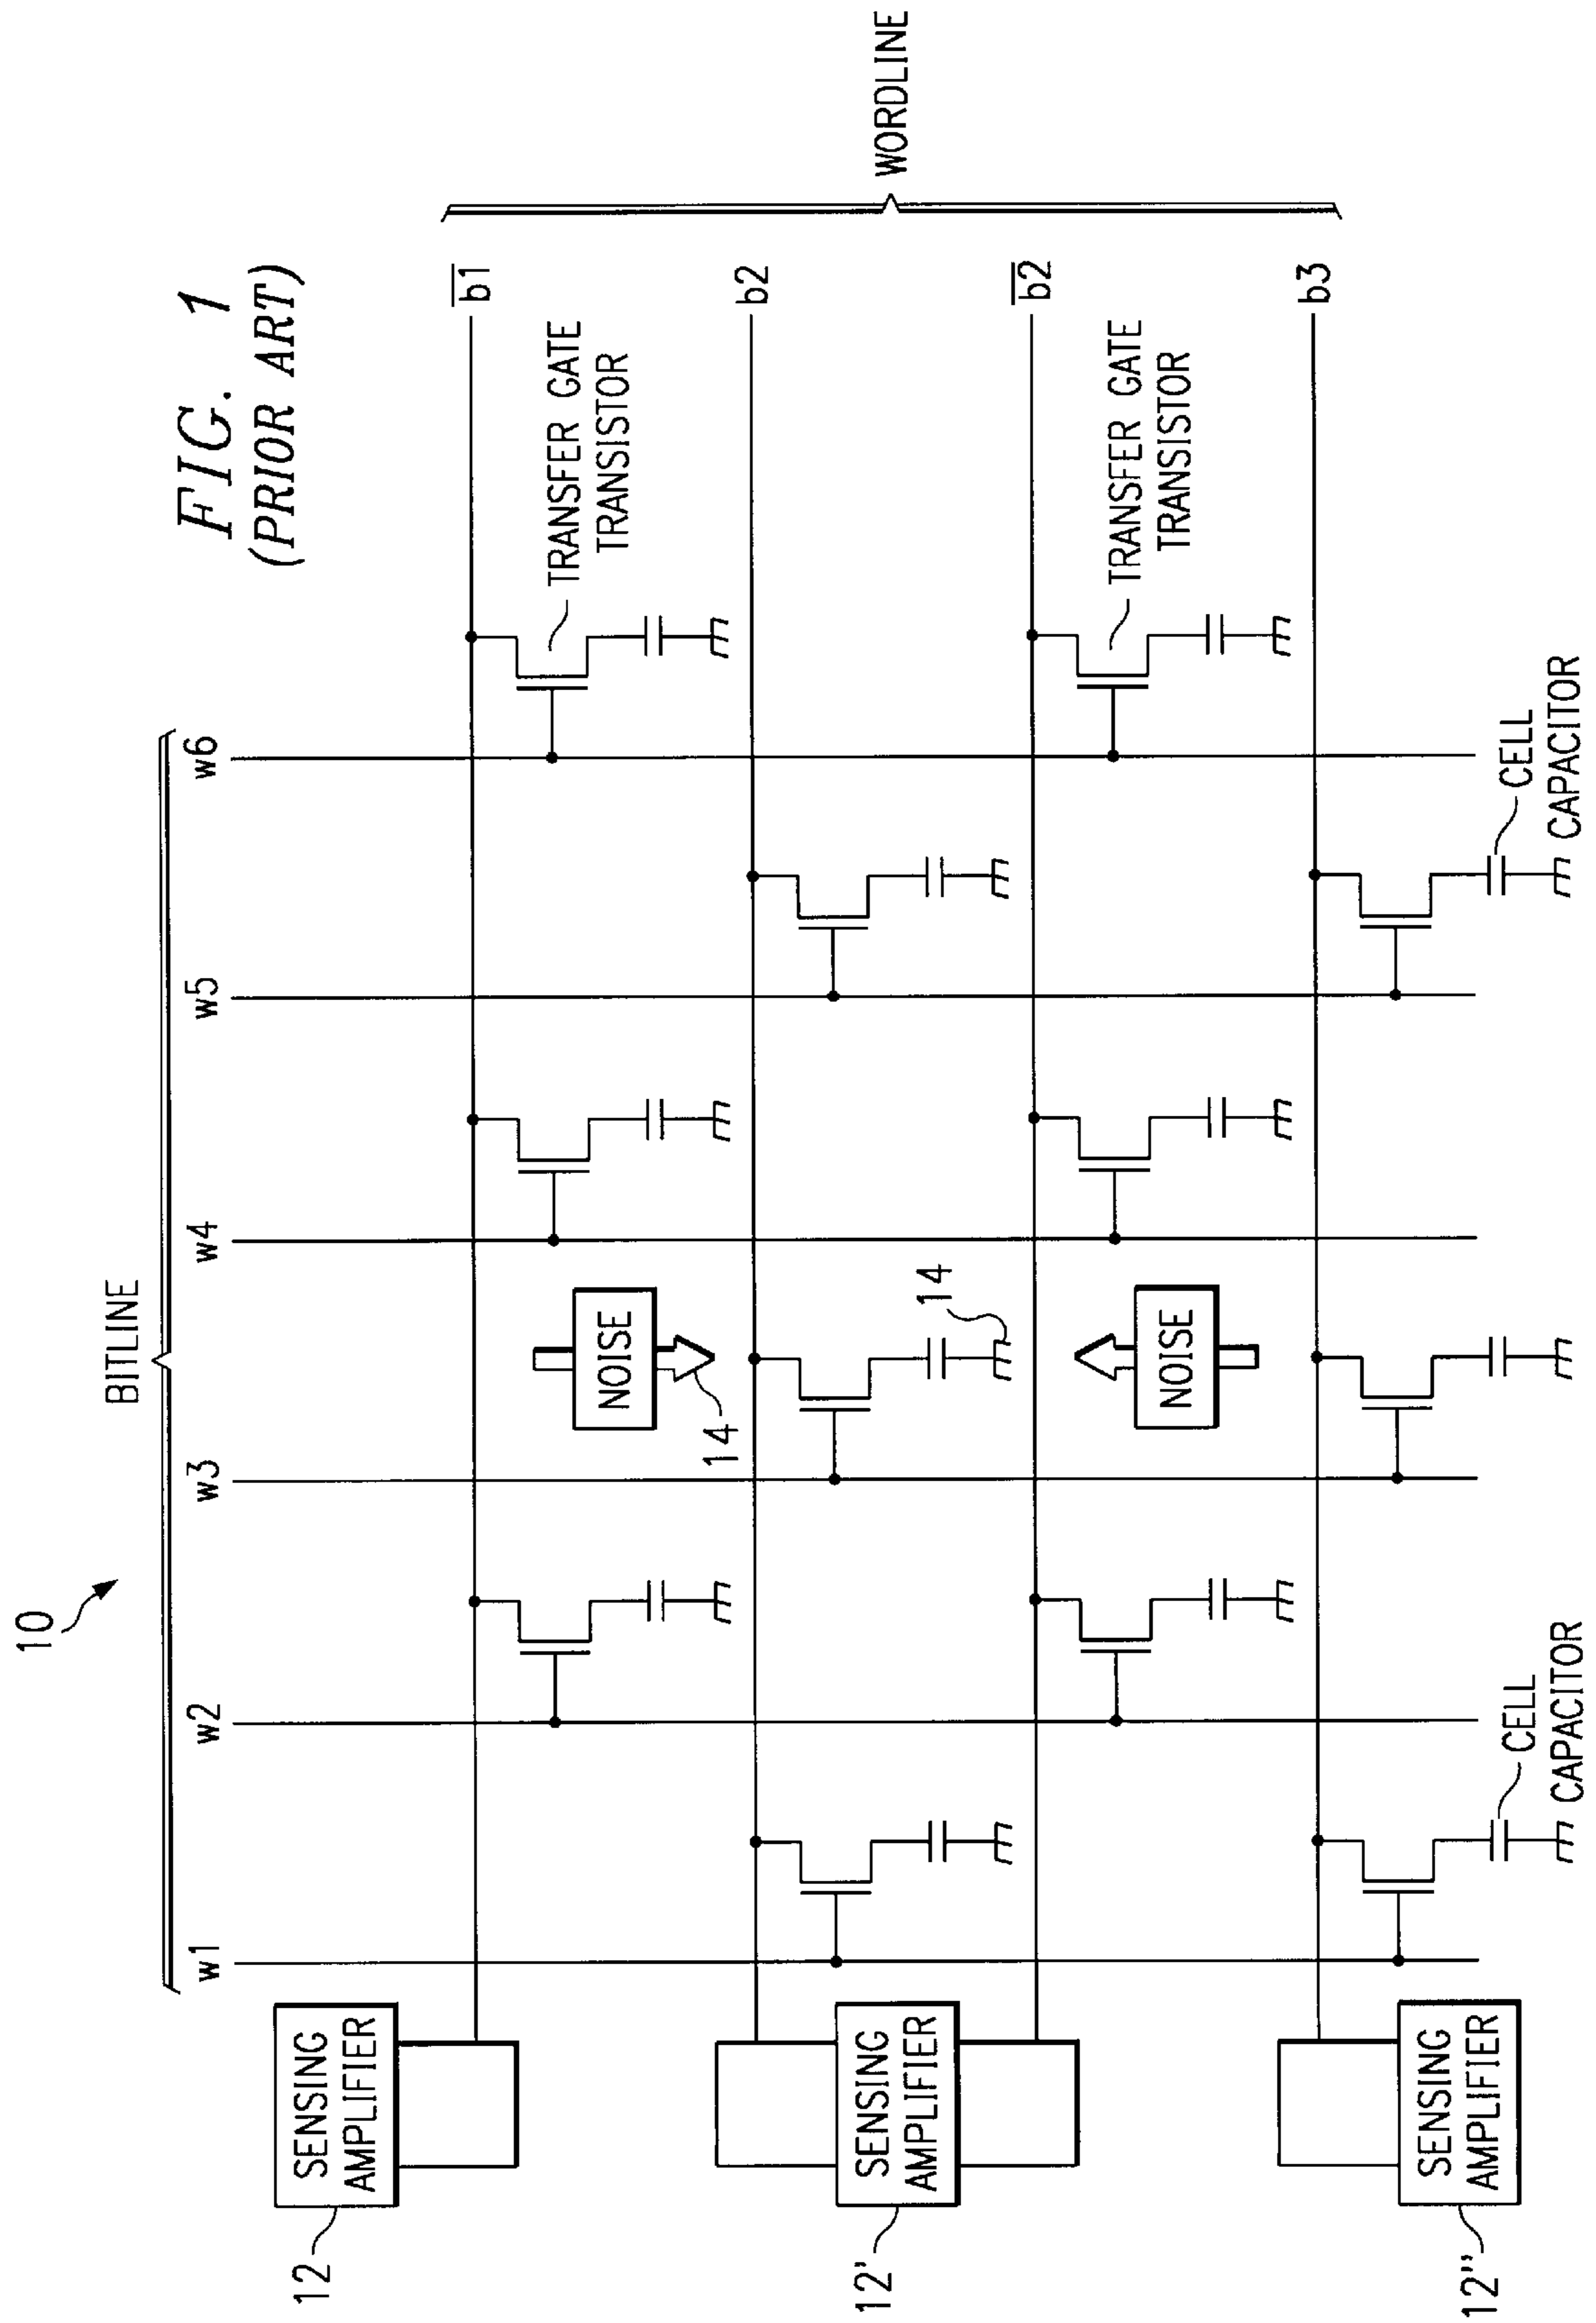 FIG. 1
(PRIOR ART)
10
BITLINE
w1
w2
w3
w4
w5
w6
WORDLINE
12
SENSING
AMPLIFIER
b1
TRANSFER GATE
TRANSISTOR
NOISE
14
b2
12'
SENSING
AMPLIFIER
14
b2
TRANSFER GATE
TRANSISTOR
NOISE
b3
12"
SENSING
AMPLIFIER
CELL
CAPACITOR
CELL
CAPACITOR